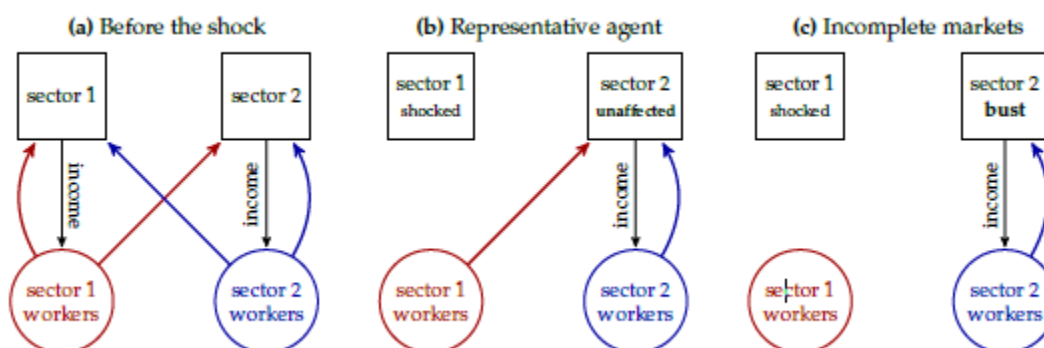 (a) Before the shock
(b) Representative agent
(c) Incomplete markets
sector 1
sector 2
sector 1
shocked
sector 2
unaffected
sector 1
shocked
sector 2
bust
income
income
income
income
sector 1
workers
sector 2
workers
sector 1
workers
sector 2
workers
sector 1
workers
sector 2
workers